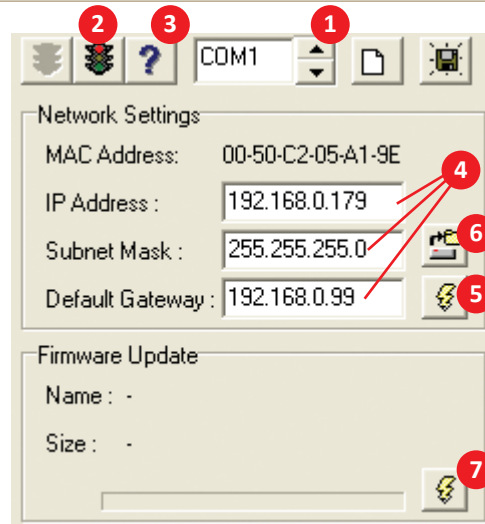 2 3 1
? COM1
Network Settings
MAC Address: 00-50-C2-05-A1-9E
4
IP Address : 192.168.0.179
6
Subnet Mask : 255.255.255.0
Default Gateway : 192.168.0.99 5
Firmware Update
Name : -
Size : -
7